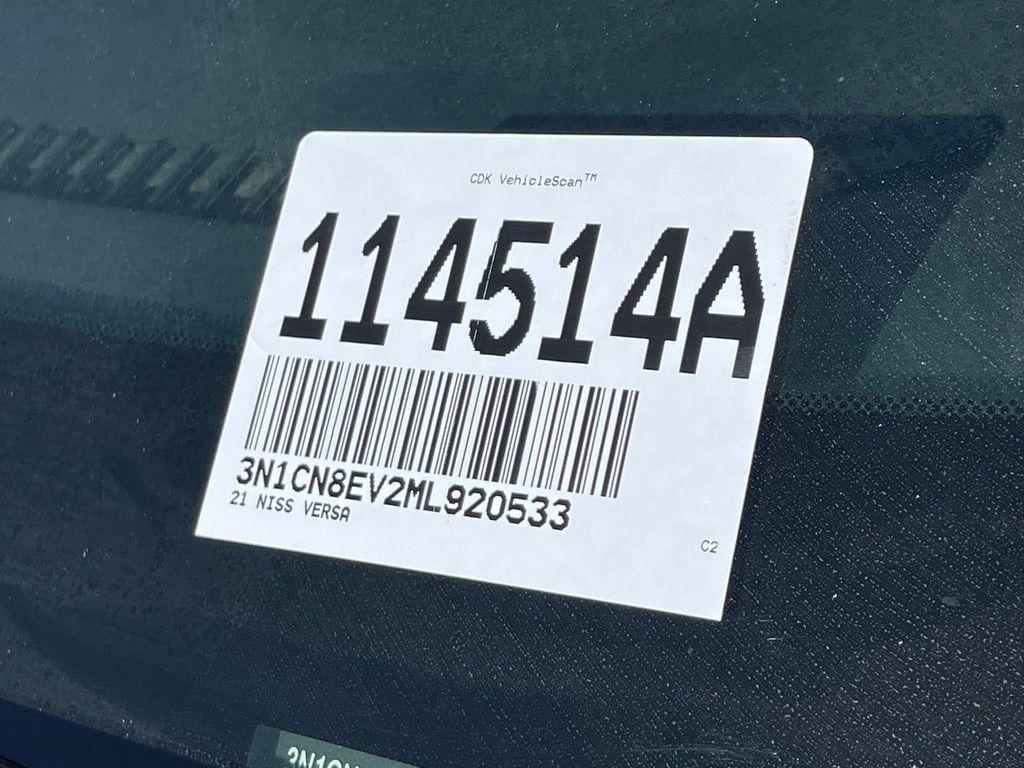 CDK VehicleScan™
114514A
3N1CN8EV2ML920533
21 NISS VERSA
C2